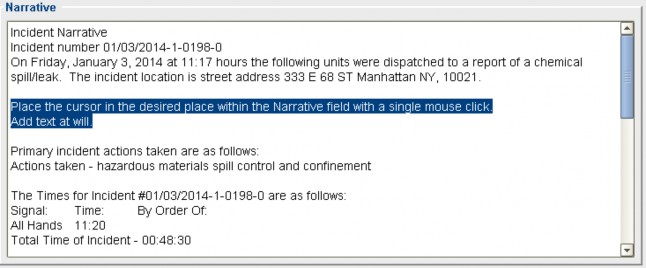 Narrative
Incident Narrative
Incident number 01/03/2014-1-0198-0
On Friday, January 3, 2014 at 11:17 hours the following units were dispatched to a report of a chemical
spill/leak.  The incident location is street address 333 E 68 ST Manhattan NY, 10021.
Place the cursor in the desired place within the Narrative field with a single mouse click.
Add text at will.
Primary incident actions taken are as follows:
Actions taken - hazardous materials spill control and confinement
The Times for Incident #01/03/2014-1-0198-0 are as follows:
Signal: Time: By Order Of:
All Hands 11:20
Total Time of Incident - 00:48:30